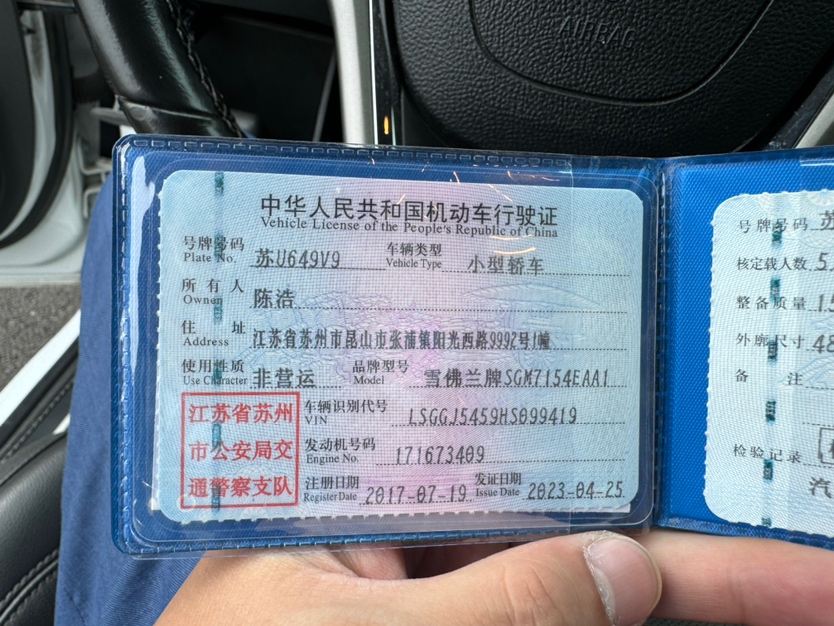 AIRBAG
中华人民共和国机动车行驶证
Vehicle License of the People's Republic of China
号牌号码 苏U649V9 车辆类型 小型轿车
Plate No. Vehicle Type
所有人 陈浩
Owner
住址 江苏省苏州市昆山市张浦镇阳光西路9992号1幢
Address
使用性质 非营运 品牌型号 雪佛兰牌SGM7154EAA1
Use Character Model
江苏省苏州
市公安局交
通警察支队
车辆识别代号 LSGGJ5459HS099419
VIN
发动机号码 171673409
Engine No.
注册日期 2017-07-19 发证日期 2023-04-25
Register Date Issue Date
号牌号码 苏
核定载人数 5
整备质量
外廓尺寸 48
备注
检验记录
汽